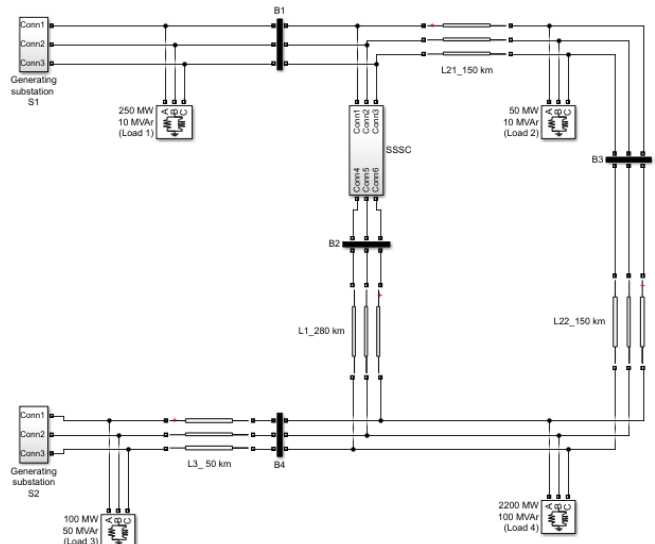 B1
Conn1
Conn2
Conn3
Generating
substation
S1
A B C
250 MW
10 MVAr
(Load 1)
L21_150 km
A B C
50 MW
10 MVAr
(Load 2)
Conn1
Conn2
Conn3
SSSC
Conn4
Conn5
Conn6
B3
B2
L1_280 km
L22_150 km
Conn1
Conn2
Conn3
Generating
substation
S2
L3_ 50 km
B4
A B C
100 MW
50 MVAr
(Load 3)
A B C
2200 MW
100 MVAr
(Load 4)